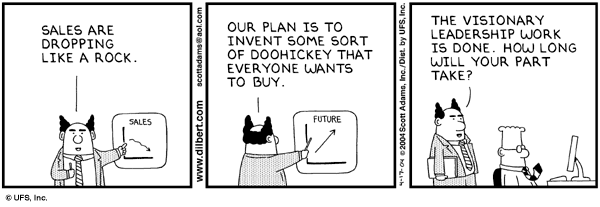 SALES ARE
DROPPING
LIKE A ROCK.
SALES
www.dilbert.com scottadams@aol.com
OUR PLAN IS TO
INVENT SOME SORT
OF DOOHICKEY THAT
EVERYONE WANTS
TO BUY.
FUTURE
4-17-04 © 2004 Scott Adams, Inc./Dist. by UFS, Inc.
THE VISIONARY
LEADERSHIP WORK
IS DONE. HOW LONG
WILL YOUR PART
TAKE?
© UFS, Inc.